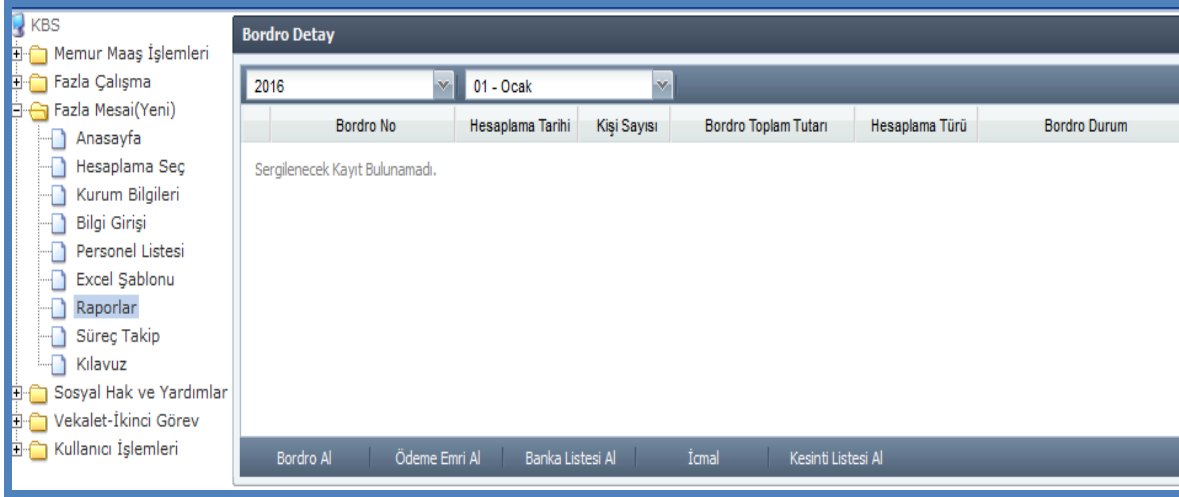 KBS
Memur Maaş İşlemleri
Fazla Çalışma
Fazla Mesai(Yeni)
Anasayfa
Hesaplama Seç
Kurum Bilgileri
Bilgi Girişi
Personel Listesi
Excel Şablonu
Raporlar
Süreç Takip
Kılavuz
Sosyal Hak ve Yardımlar
Vekalet-İkinci Görev
Kullanıcı İşlemleri
Bordro Detay
2016 01 - Ocak
Bordro No Hesaplama Tarihi Kişi Sayısı Bordro Toplam Tutarı Hesaplama Türü Bordro Durum
Sergilenecek Kayıt Bulunamadı.
Bordro Al Ödeme Emri Al Banka Listesi Al İcmal Kesinti Listesi Al